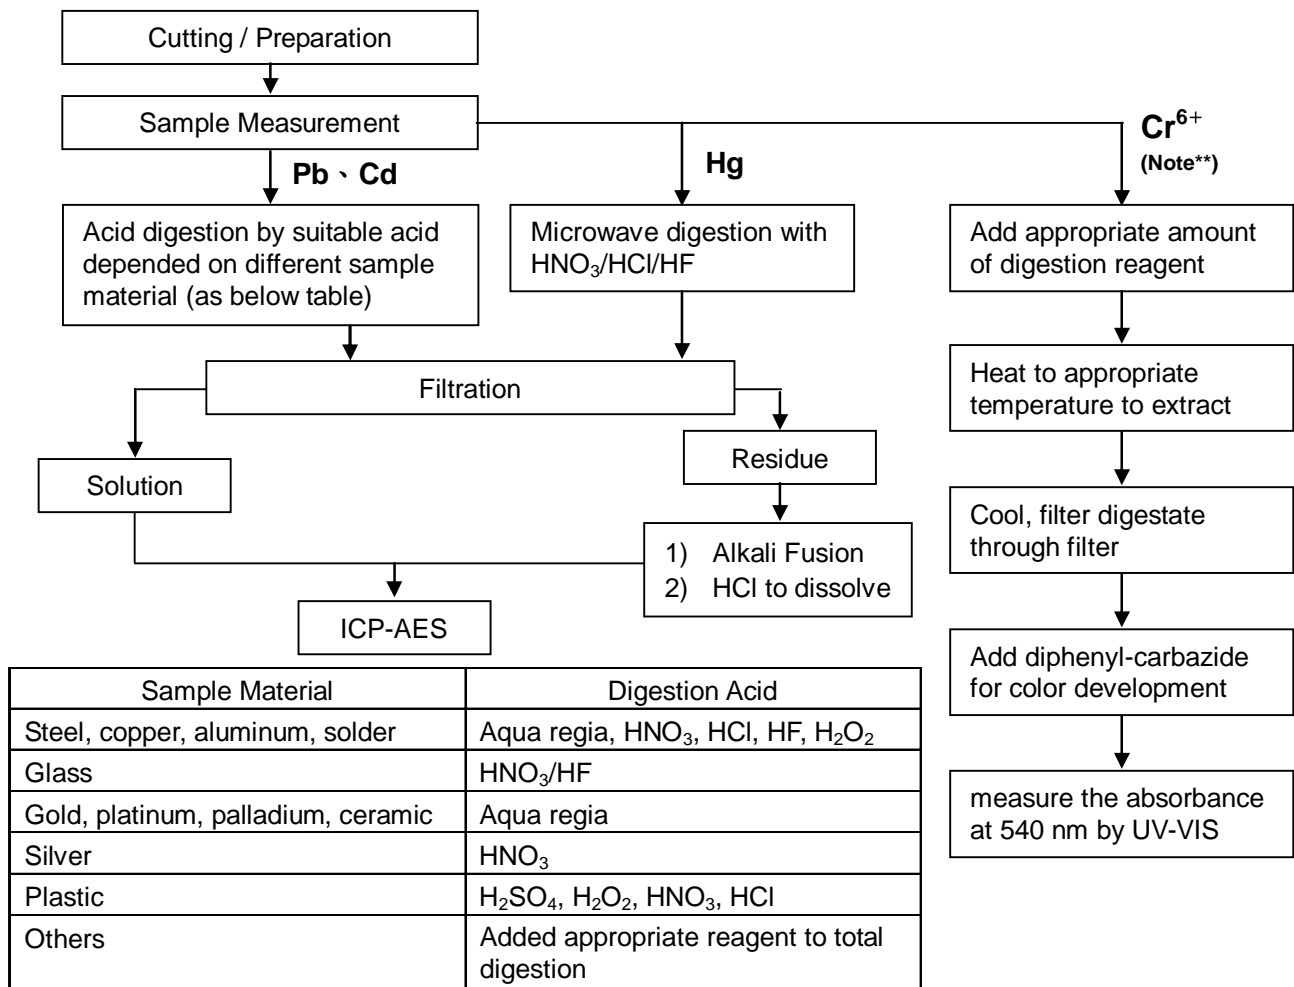 Cutting / Preparation
Sample Measurement
Pb、Cd
Hg
Cr⁶⁺
(Note**)
Acid digestion by suitable acid
depended on different sample
material (as below table)
Microwave digestion with
HNO₃/HCl/HF
Add appropriate amount
of digestion reagent
Filtration
Heat to appropriate
temperature to extract
Solution
Residue
Cool, filter digestate
through filter
1) Alkali Fusion
2) HCl to dissolve
ICP-AES
Add diphenyl-carbazide
for color development
measure the absorbance
at 540 nm by UV-VIS
Sample Material Digestion Acid
Steel, copper, aluminum, solder Aqua regia, HNO₃, HCl, HF, H₂O₂
Glass HNO₃/HF
Gold, platinum, palladium, ceramic Aqua regia
Silver HNO₃
Plastic H₂SO₄, H₂O₂, HNO₃, HCl
Others Added appropriate reagent to total
digestion